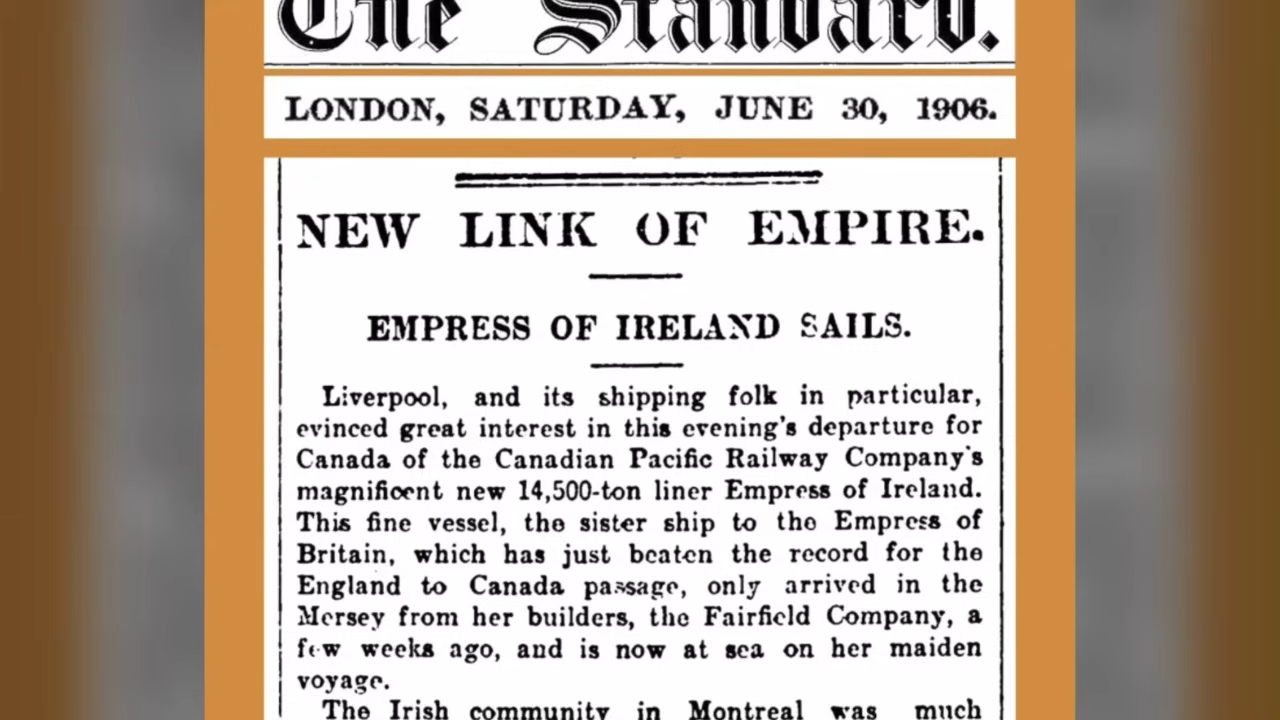 The Standard.
LONDON, SATURDAY, JUNE 30, 1906.
NEW LINK OF EMPIRE.
EMPRESS OF IRELAND SAILS.
Liverpool, and its shipping folk in particular,
evinced great interest in this evening's departure for
Canada of the Canadian Pacific Railway Company's
magnificent new 14,500-ton liner Empress of Ireland.
This fine vessel, the sister ship to the Empress of
Britain, which has just beaten the record for the
England to Canada passage, only arrived in the
Mersey from her builders, the Fairfield Company, a
few weeks ago, and is now at sea on her maiden
voyage.
The Irish community in Montreal was much